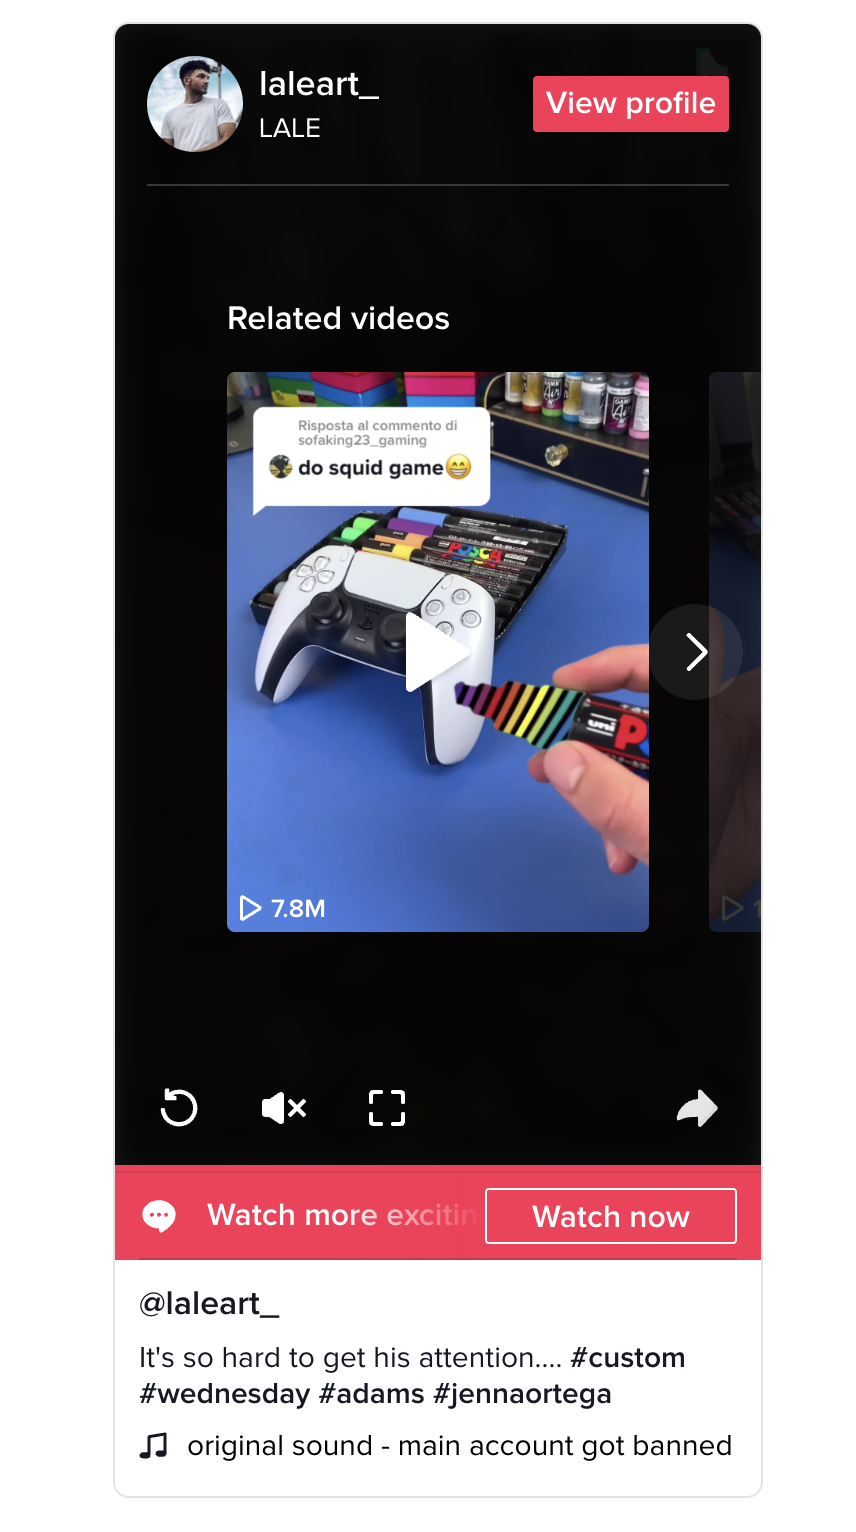 laleart_
LALE
View profile
Related videos
Risposta al commento di
sofaking23_gaming
do squid game😁
POSCA
uni
7.8M
Watch more excitin
Watch now
@laleart_
It's so hard to get his attention.... #custom
#wednesday #adams #jennaortega
original sound - main account got banned